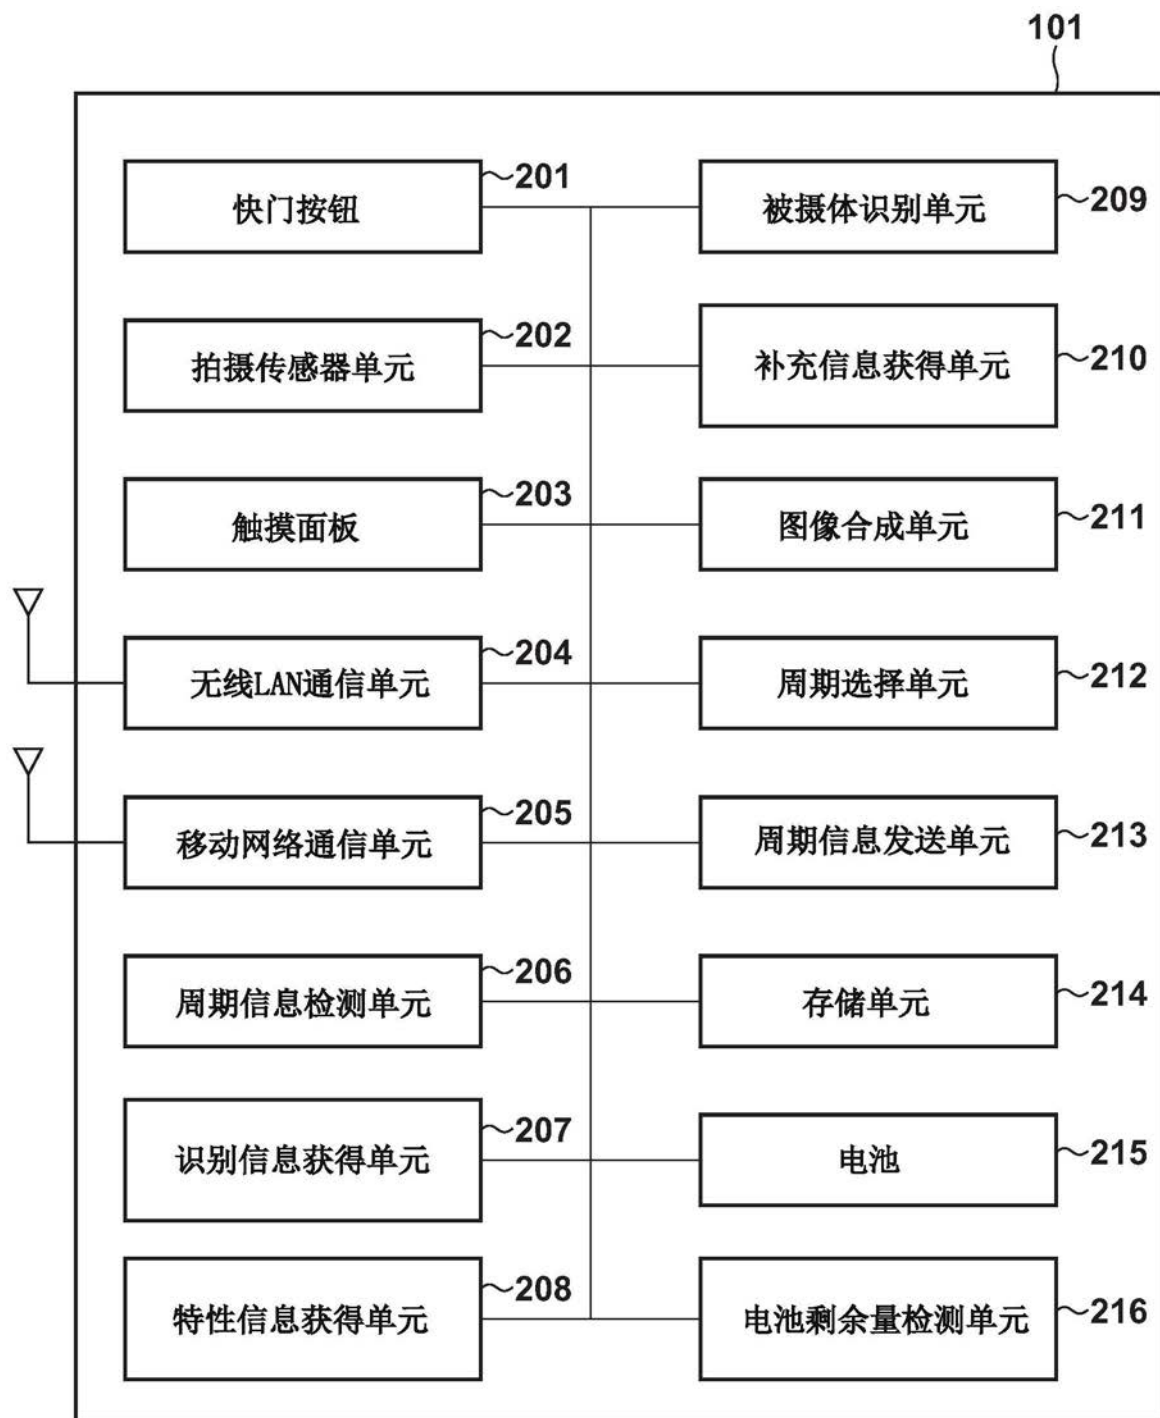 101
快门按钮
201
被摄体识别单元
209
拍摄传感器单元
202
补充信息获得单元
210
触摸面板
203
图像合成单元
211
无线LAN通信单元
204
周期选择单元
212
移动网络通信单元
205
周期信息发送单元
213
周期信息检测单元
206
存储单元
214
识别信息获得单元
207
电池
215
特性信息获得单元
208
电池剩余量检测单元
216